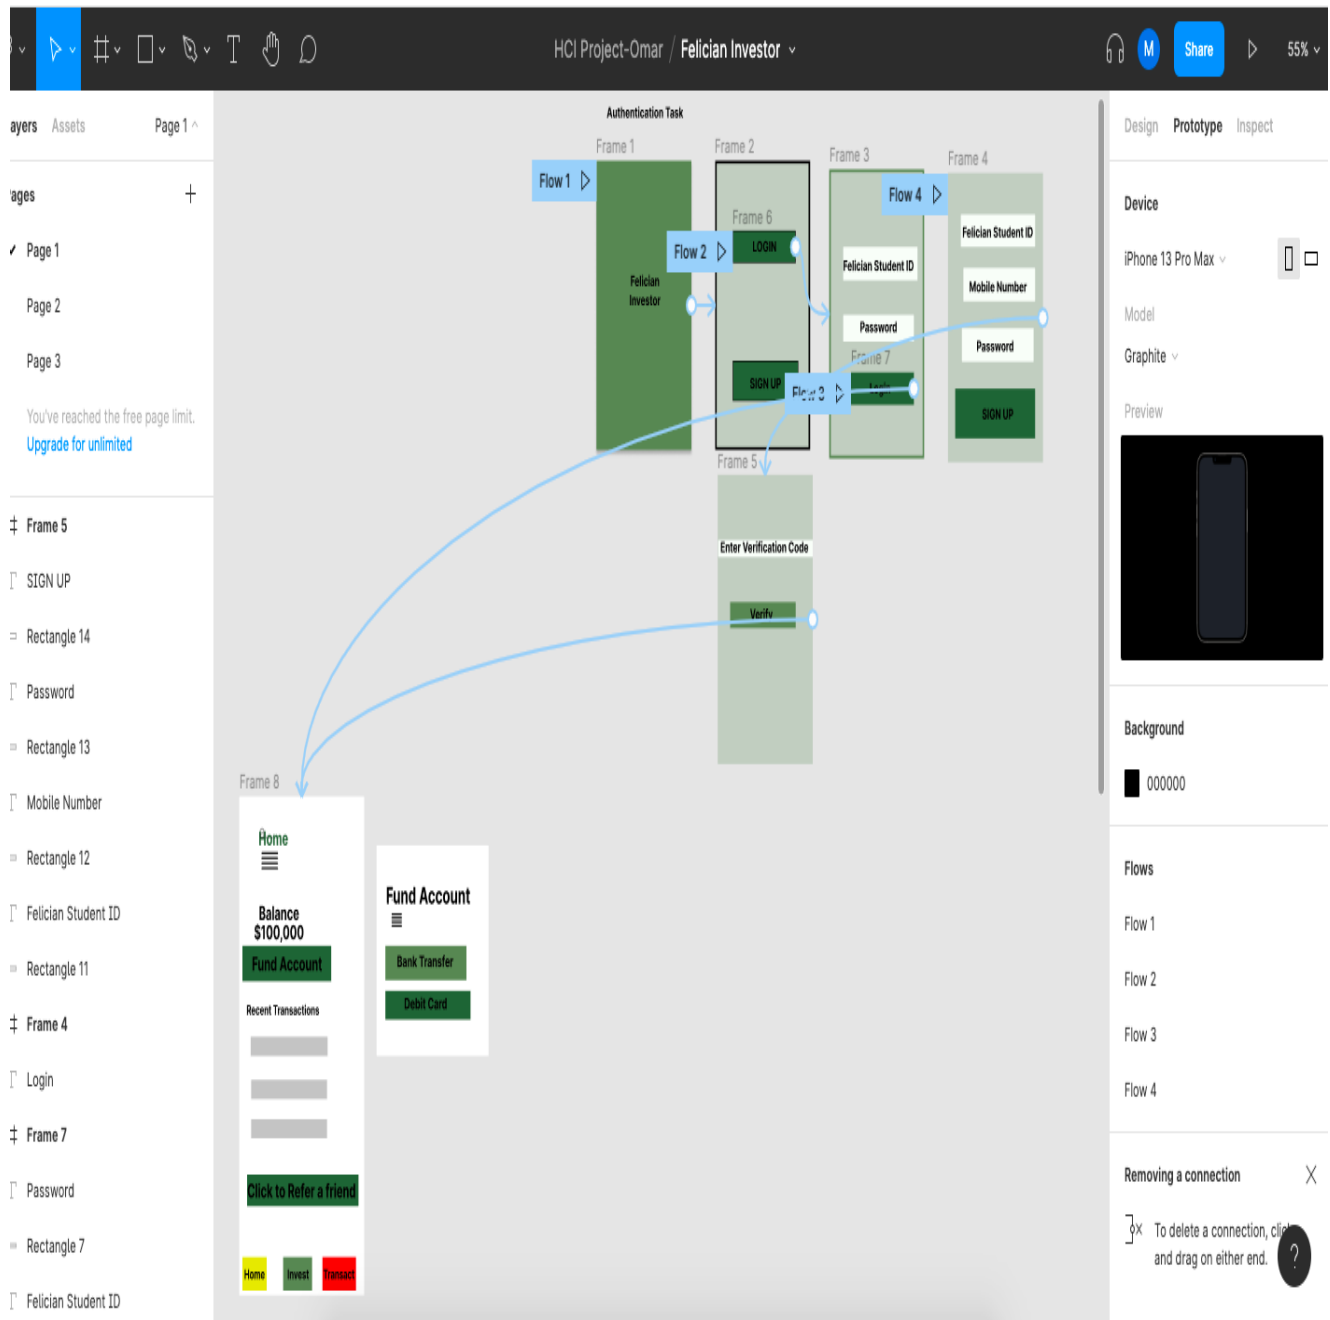 HCI Project-Omar / Felician Investor
M
Share
55%
ayers Assets Page 1
ages
Page 1
Page 2
Page 3
You've reached the free page limit.
Upgrade for unlimited
Frame 5
SIGN UP
Rectangle 14
Password
Rectangle 13
Mobile Number
Rectangle 12
Felician Student ID
Rectangle 11
Frame 4
Login
Frame 7
Password
Rectangle 7
Felician Student ID
Authentication Task
Frame 1
Flow 1
Felician
Investor
Frame 2
Frame 6
Flow 2
LOGIN
SIGN UP
Frame 3
Felician Student ID
Password
Frame 7
Flow 3
Login
Frame 4
Flow 4
Felician Student ID
Mobile Number
Password
SIGN UP
Frame 5
Enter Verification Code
Verify
Frame 8
Home
Balance
$100,000
Fund Account
Recent Transactions
Click to Refer a friend
Home Invest Transact
Fund Account
Bank Transfer
Debit Card
Design Prototype Inspect
Device
iPhone 13 Pro Max
Model
Graphite
Preview
Background
000000
Flows
Flow 1
Flow 2
Flow 3
Flow 4
Removing a connection
To delete a connection, click
and drag on either end.
?